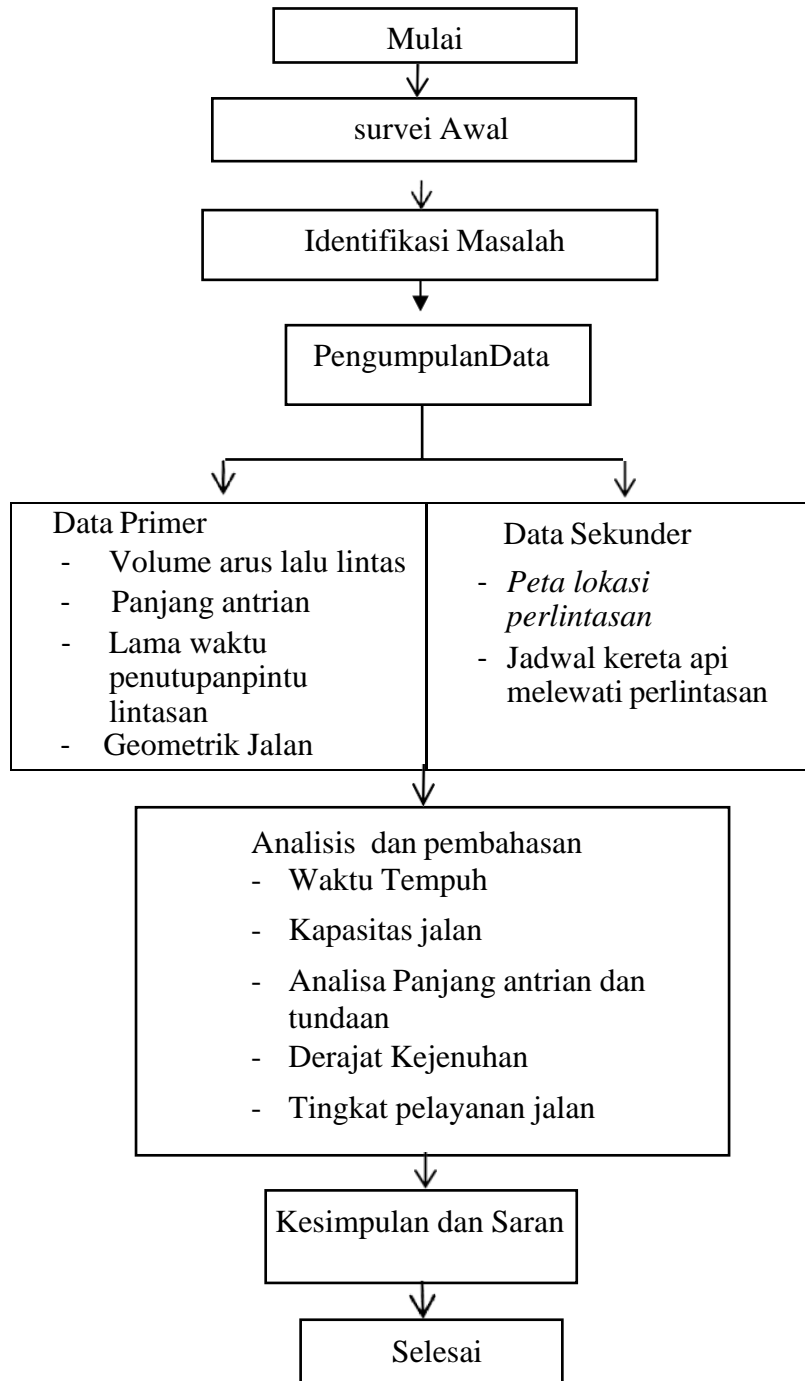 Mulai
survei Awal
Identifikasi Masalah
PengumpulanData
Data Primer
- Volume arus lalu lintas
- Panjang antrian
- Lama waktu
penutupanpintu
lintasan
- Geometrik Jalan
Data Sekunder
- Peta lokasi
perlintasan
- Jadwal kereta api
melewati perlintasan
Analisis dan pembahasan
- Waktu Tempuh
- Kapasitas jalan
- Analisa Panjang antrian dan
tundaan
- Derajat Kejenuhan
- Tingkat pelayanan jalan
Kesimpulan dan Saran
Selesai